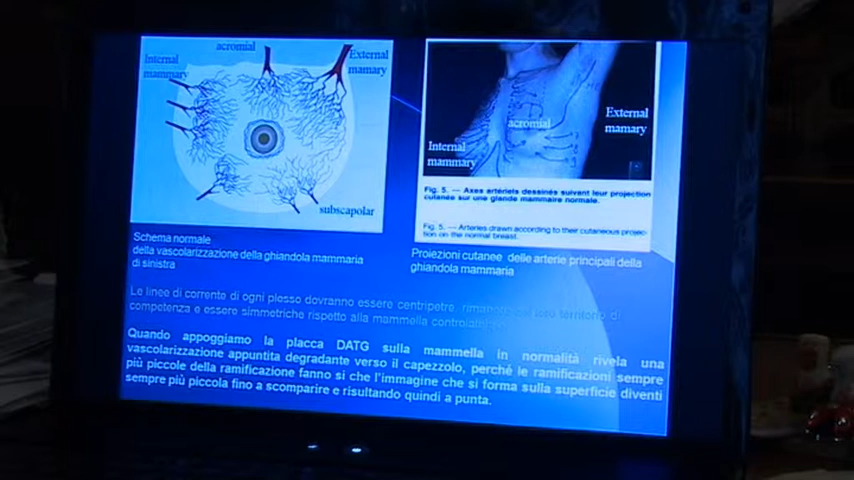 acromial
Internal
mammary
External
mamary
subscapolar
Schema normale
della vascolarizzazione della ghiandola mammaria
di sinistra
acromial
External
mamary
Internal
mammary
Fig. 5. — Axes artériels dessinés suivant leur projection
cutanée sur une glande mammaire normale.
Fig. 5. — Arteries drawn according to their cutaneous projec-
tion on the normal breast.
Proiezioni cutanee delle arterie principali della
ghiandola mammaria
Le linee di corrente di ogni plesso dovranno essere centripetre, rimanere nel loro territorio di
competenza e essere simmetriche rispetto alla mammella
Quando appoggiamo la placca DATG sulla mammella in normalità rivela una
vascolarizzazione appuntita degradante verso il capezzolo, perché le ramificazioni sempre
più piccole della ramificazione fanno si che l'immagine che si forma sulla superficie diventi
sempre più piccola fino a scomparire e risultando quindi a punta.